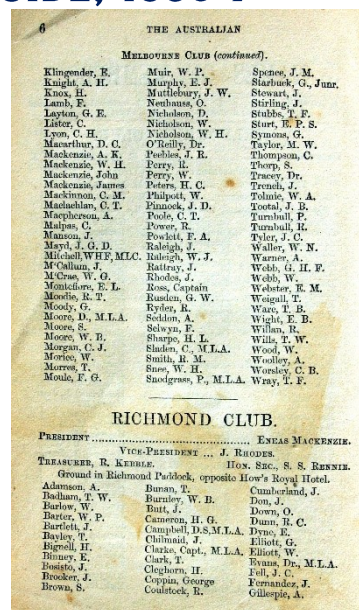 6 THE AUSTRALIAN
MELBOURNE CLUB (continued).
Klingender, E.
Knight, A. H.
Knox, H.
Lamb, F.
Layton, G. E.
Lister, C.
Lyon, C. H.
Macarthur, D. C.
Mackenzie, A. K.
Mackenzie, W. H.
Mackenzie, John
Mackenzie, James
Mackinnon, C. M.
Maclachlan, C. T.
Macpherson, A.
Malpas, C.
Manson, J.
Mayd, J. G. D.
Mitchell, WHF, MLC.
M'Callum, J.
M'Crae, W. G.
Montefiore, E. L.
Moodie, R. T.
Moody, G.
Moore, D., M.L.A.
Moore, S.
Moore, W. B.
Morgan, C. J.
Morice, W.
Morres, T.
Moule, F. G.
Muir, W. P.
Murphy, E. J.
Muttlebury, J. W.
Neuhauss, O.
Nicholson, D.
Nicholson, W.
Nicholson, W. H.
O'Reilly, Dr.
Peebles, J. R.
Perry, R.
Perry, W.
Peters, H. C.
Philpott, W.
Pinnock, J. D.
Poole, C. T.
Power, R.
Powlett, F. A.
Raleigh, J.
Raleigh, W. J.
Rattray, J.
Rhodes, J.
Ross, Captain
Rusden, G. W.
Ryder, R.
Seddon, A.
Selwyn, F.
Sharpe, H. L.
Sladen, C., M.L.A.
Smith, R. M.
Snee, W. H.
Snodgrass, P., M.L.A.
Spence, J. M.
Starbuck, G., Junr.
Stewart, J.
Stirling, J.
Stubbs, T. F.
Sturt, E. P. S.
Symons, G.
Taylor, M. W.
Thompson, C.
Thorp, S.
Tracey, Dr.
Trench, J.
Tolmie, W. A.
Tootal, J. B.
Turnbull, P.
Turnbull, R.
Tyler, J. C.
Waller, W. N.
Warner, A.
Webb, G. H. F.
Webb, W.
Webster, E. M.
Weigall, T.
Ware, T. B.
Wight, E. B.
Willan, R.
Wills, T. W.
Wood, W.
Woolley, A.
Worsley, C. B.
Wray, T. F.
RICHMOND CLUB.
PRESIDENT ........................................ ENEAS MACKENZIE.
VICE-PRESIDENT ... J. RHODES.
TREASURER, R. KEBBLE. HON. SEC., S. S. RENNIE.
Ground in Richmond Paddock, opposite How's Royal Hotel.
Adamson, A.
Badham, T. W.
Barlow, W.
Barter, W. P.
Bartlett, J.
Bayley, T.
Bignell, H.
Binney, E.
Bosisto, J.
Brocker, J.
Brown, S.
Bunan, T.
Burnley, W. B.
Butt, J.
Cameron, H. G.
Campbell, D.S, M.L.A.
Chilmaid, J.
Clarke, Capt., M.L.A.
Clark, T.
Cleghorn, H.
Coppin, George
Coulstock, R.
Cumberland, J.
Don, J.
Down, O.
Dunn, R. C.
Dyne, E.
Elliott, G.
Elliott, W.
Evans, Dr., M.L.A.
Fell, J. C.
Fernandez, J.
Gillespie, A.